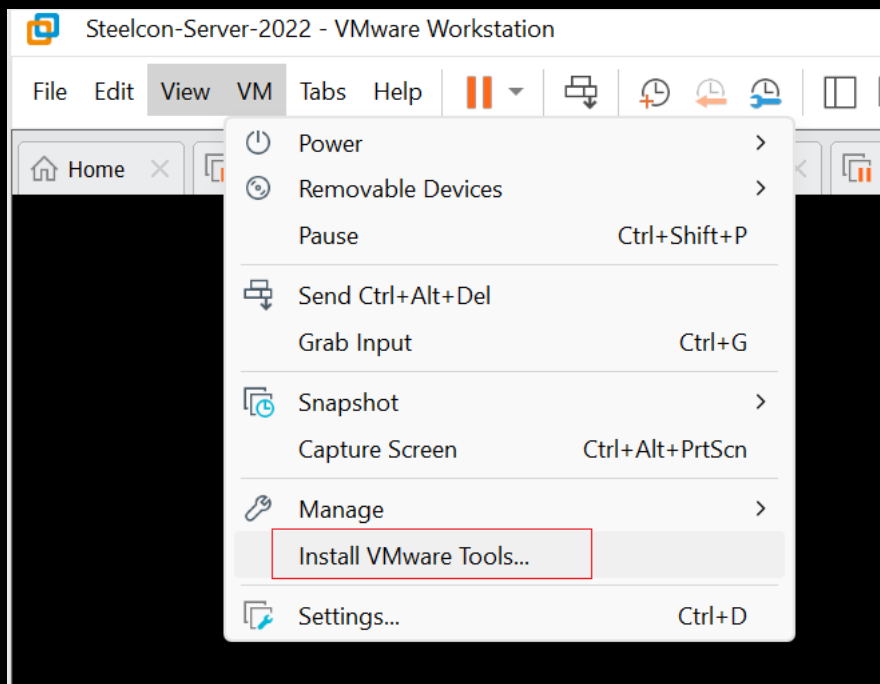 Steelcon-Server-2022 - VMware Workstation
File Edit View VM Tabs Help
Home
Power
Removable Devices
Pause Ctrl+Shift+P
Send Ctrl+Alt+Del
Grab Input Ctrl+G
Snapshot
Capture Screen Ctrl+Alt+PrtScn
Manage
Install VMware Tools...
Settings... Ctrl+D